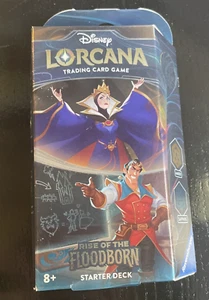 Disney
LORCANA
TRADING CARD GAME
RISE OF THE
FLOODBORN
8+
STARTER DECK